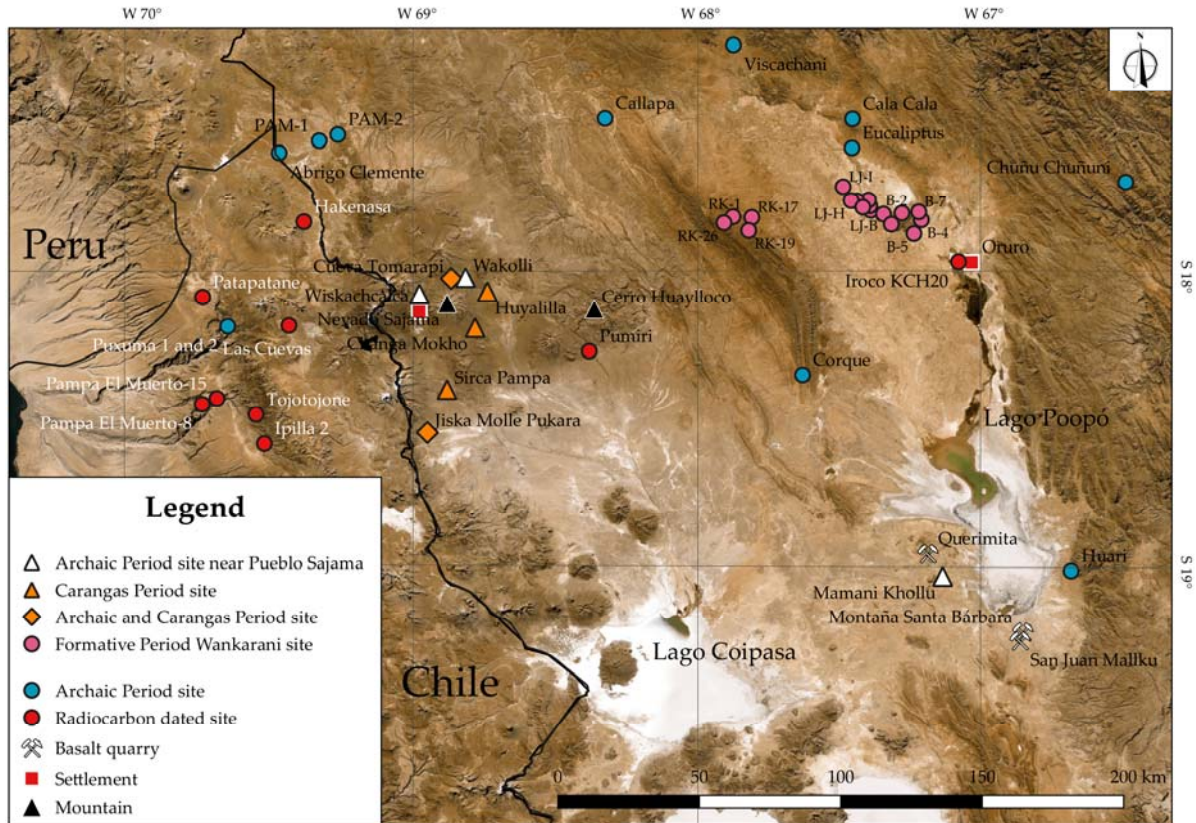 W 70°
W 69°
W 68°
W 67°
Viscachani
Callapa
Cala Cala
Eucaliptus
PAM-1
PAM-2
Abrigo Clemente
Chuñu Chuñuni
LJ-I
LJ-H
LJ-B
B-2
B-7
B-4
B-5
RK-1
RK-17
RK-26
RK-19
Hakenasa
Peru
Oruro
Iroco KCH20
S 18°
Cueva Tomarapi
Wakolli
Wiskachcalca
Huyalilla
Nevado Sajama
Cerro Huaylloco
Patapatane
Puxuma 1 and 2
Las Cuevas
Changa Mokho
Pumiri
Corque
Sirca Pampa
Pampa El Muerto-15
Pampa El Muerto-8
Tojotojone
Ipilla 2
Jiska Molle Pukara
Lago Poopó
Legend
Archaic Period site near Pueblo Sajama
Carangas Period site
Archaic and Carangas Period site
Formative Period Wankarani site
Archaic Period site
Radiocarbon dated site
Basalt quarry
Settlement
Mountain
Querimita
Huari
S 19°
Mamani Khollu
Montaña Santa Bárbara
San Juan Mallku
Lago Coipasa
Chile
0
50
100
150
200 km